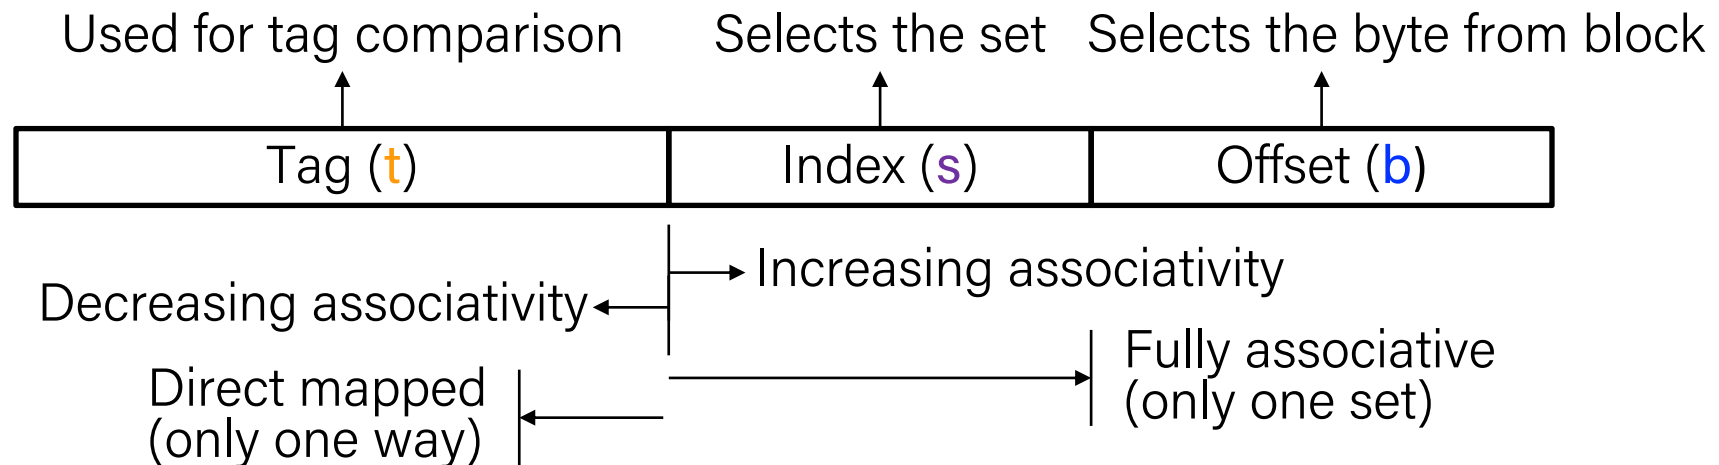 Used for tag comparison
Selects the set
Selects the byte from block
Tag (t)
Index (s)
Offset (b)
Increasing associativity
Decreasing associativity
Fully associative
(only one set)
Direct mapped
(only one way)